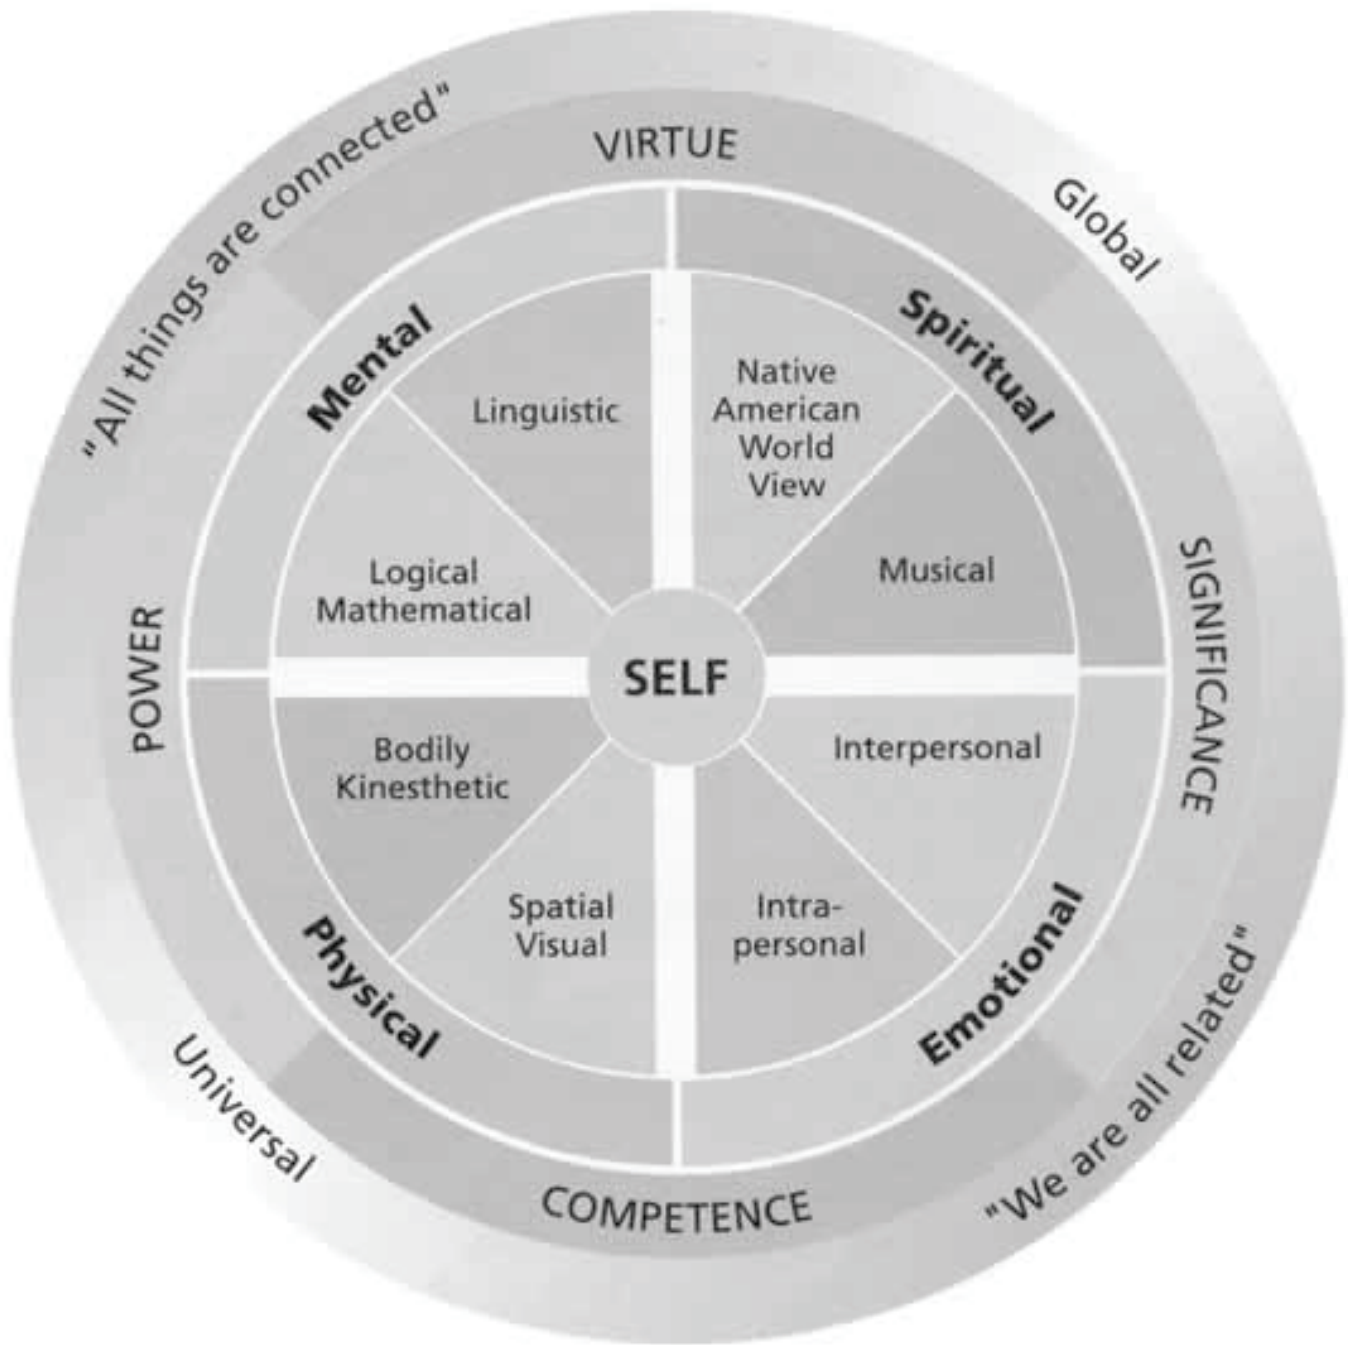 "All things are connected"
VIRTUE
Global
Mental
Spiritual
Linguistic
Native
American
World
View
Logical
Mathematical
Musical
POWER
SELF
SIGNIFICANCE
Bodily
Kinesthetic
Interpersonal
Spatial
Visual
Intra-
personal
Physical
Emotional
Universal
COMPETENCE
"We are all related"